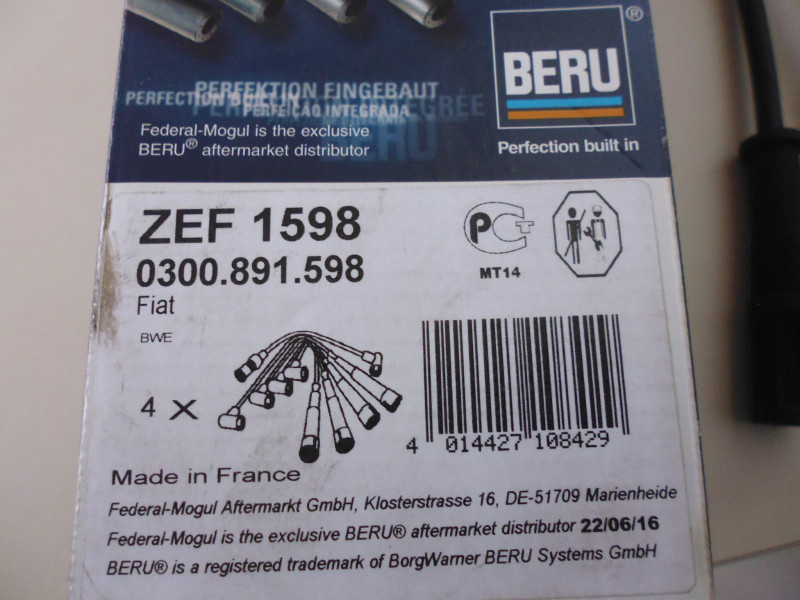 BERU®
PERFEKTION EINGEBAUT
PERFECTION BUILT IN
PERFEIÇÃO INTEGRADA
Federal-Mogul is the exclusive
BERU® aftermarket distributor
Perfection built in
ZEF 1598
0300.891.598
Fiat
BWE
РСТ
MT14
4 X
4 014427 108429
Made in France
Federal-Mogul Aftermarkt GmbH, Klosterstrasse 16, DE-51709 Marienheide
Federal-Mogul is the exclusive BERU® aftermarket distributor 22/06/16
BERU® is a registered trademark of BorgWarner BERU Systems GmbH